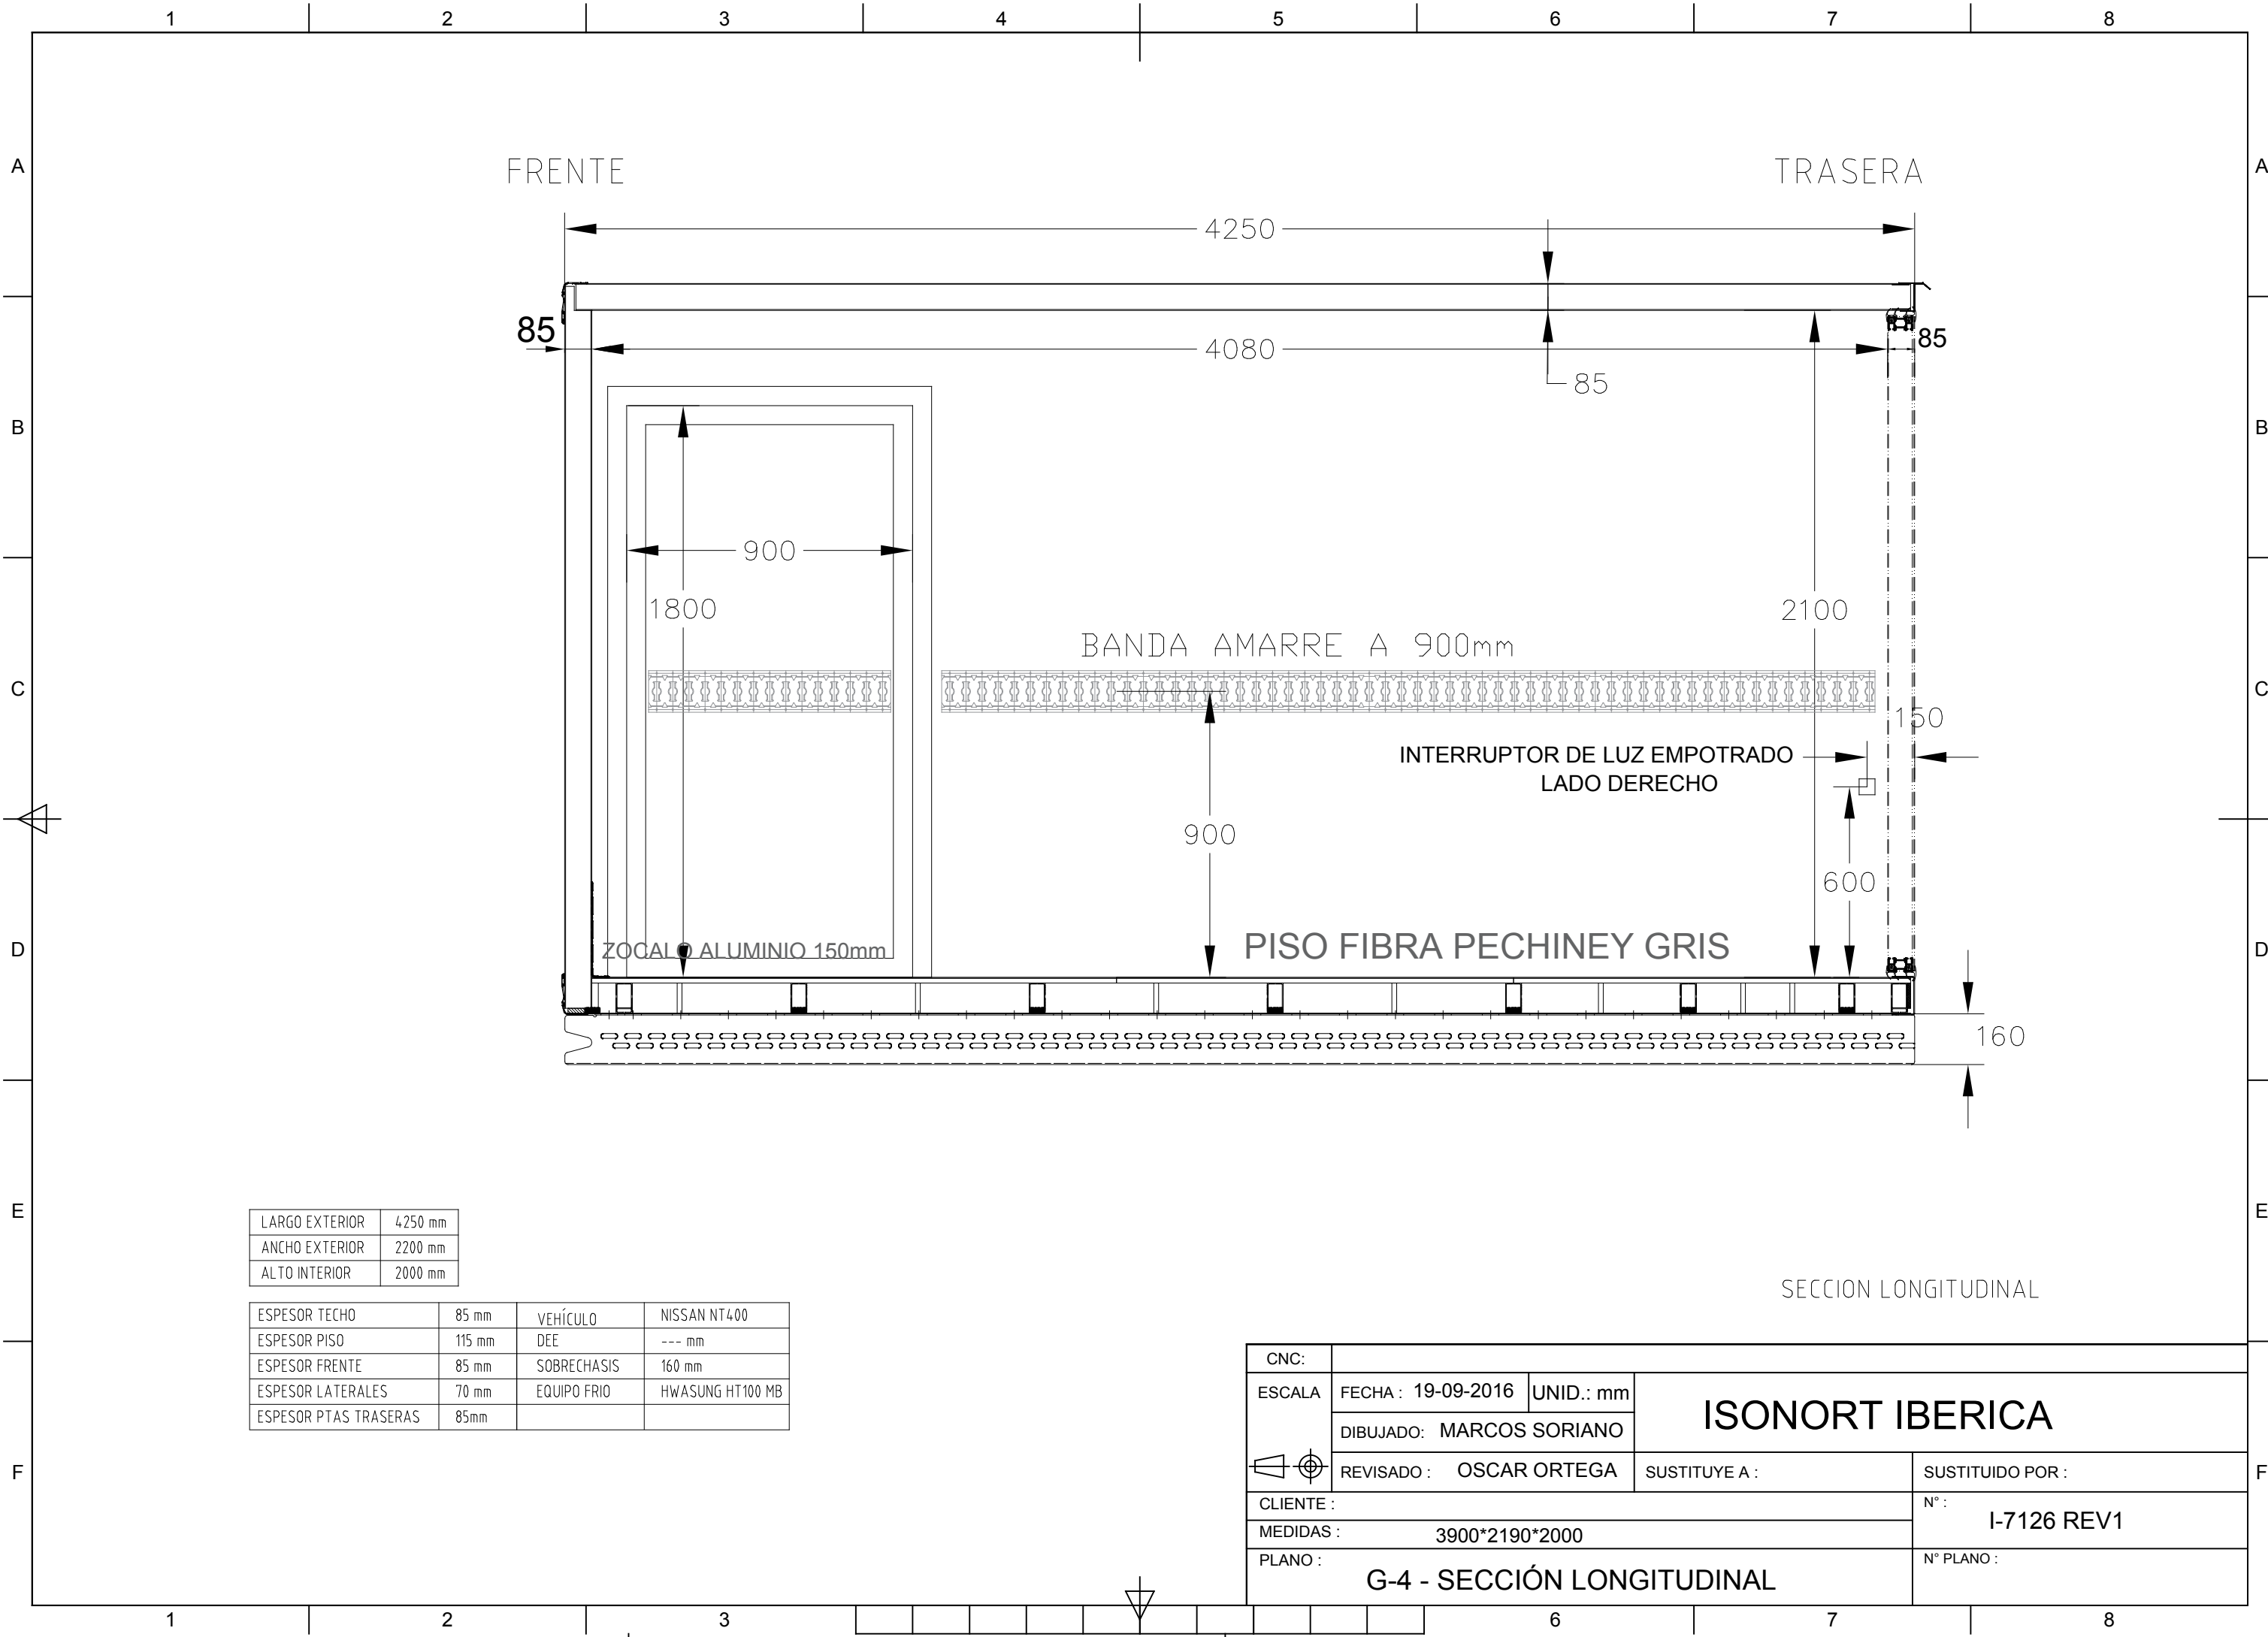 1 2 3 4 5 6 7 8
A A
FRENTE TRASERA
4250
85 4080 85
85
B B
900
1800 2100
BANDA AMARRE A 900mm
C C
150
INTERRUPTOR DE LUZ EMPOTRADO
LADO DERECHO
900
600
D D
ZOCALO ALUMINIO 150mm PISO FIBRA PECHINEY GRIS
160
E E
LARGO EXTERIOR 4250 mm
ANCHO EXTERIOR 2200 mm
ALTO INTERIOR 2000 mm
SECCION LONGITUDINAL
ESPESOR TECHO 85 mm VEHÍCULO NISSAN NT400
ESPESOR PISO 115 mm DEE --- mm
ESPESOR FRENTE 85 mm SOBRECHASIS 160 mm
ESPESOR LATERALES 70 mm EQUIPO FRIO HWASUNG HT100 MB
ESPESOR PTAS TRASERAS 85mm
CNC:
ESCALA FECHA : 19-09-2016 UNID.: mm
ISONORT IBERICA
DIBUJADO: MARCOS SORIANO
F F
REVISADO : OSCAR ORTEGA SUSTITUYE A : SUSTITUIDO POR :
CLIENTE :
N° :
I-7126 REV1
MEDIDAS : 3900*2190*2000
PLANO :
G-4 - SECCIÓN LONGITUDINAL
N° PLANO :
1 2 3 6 7 8